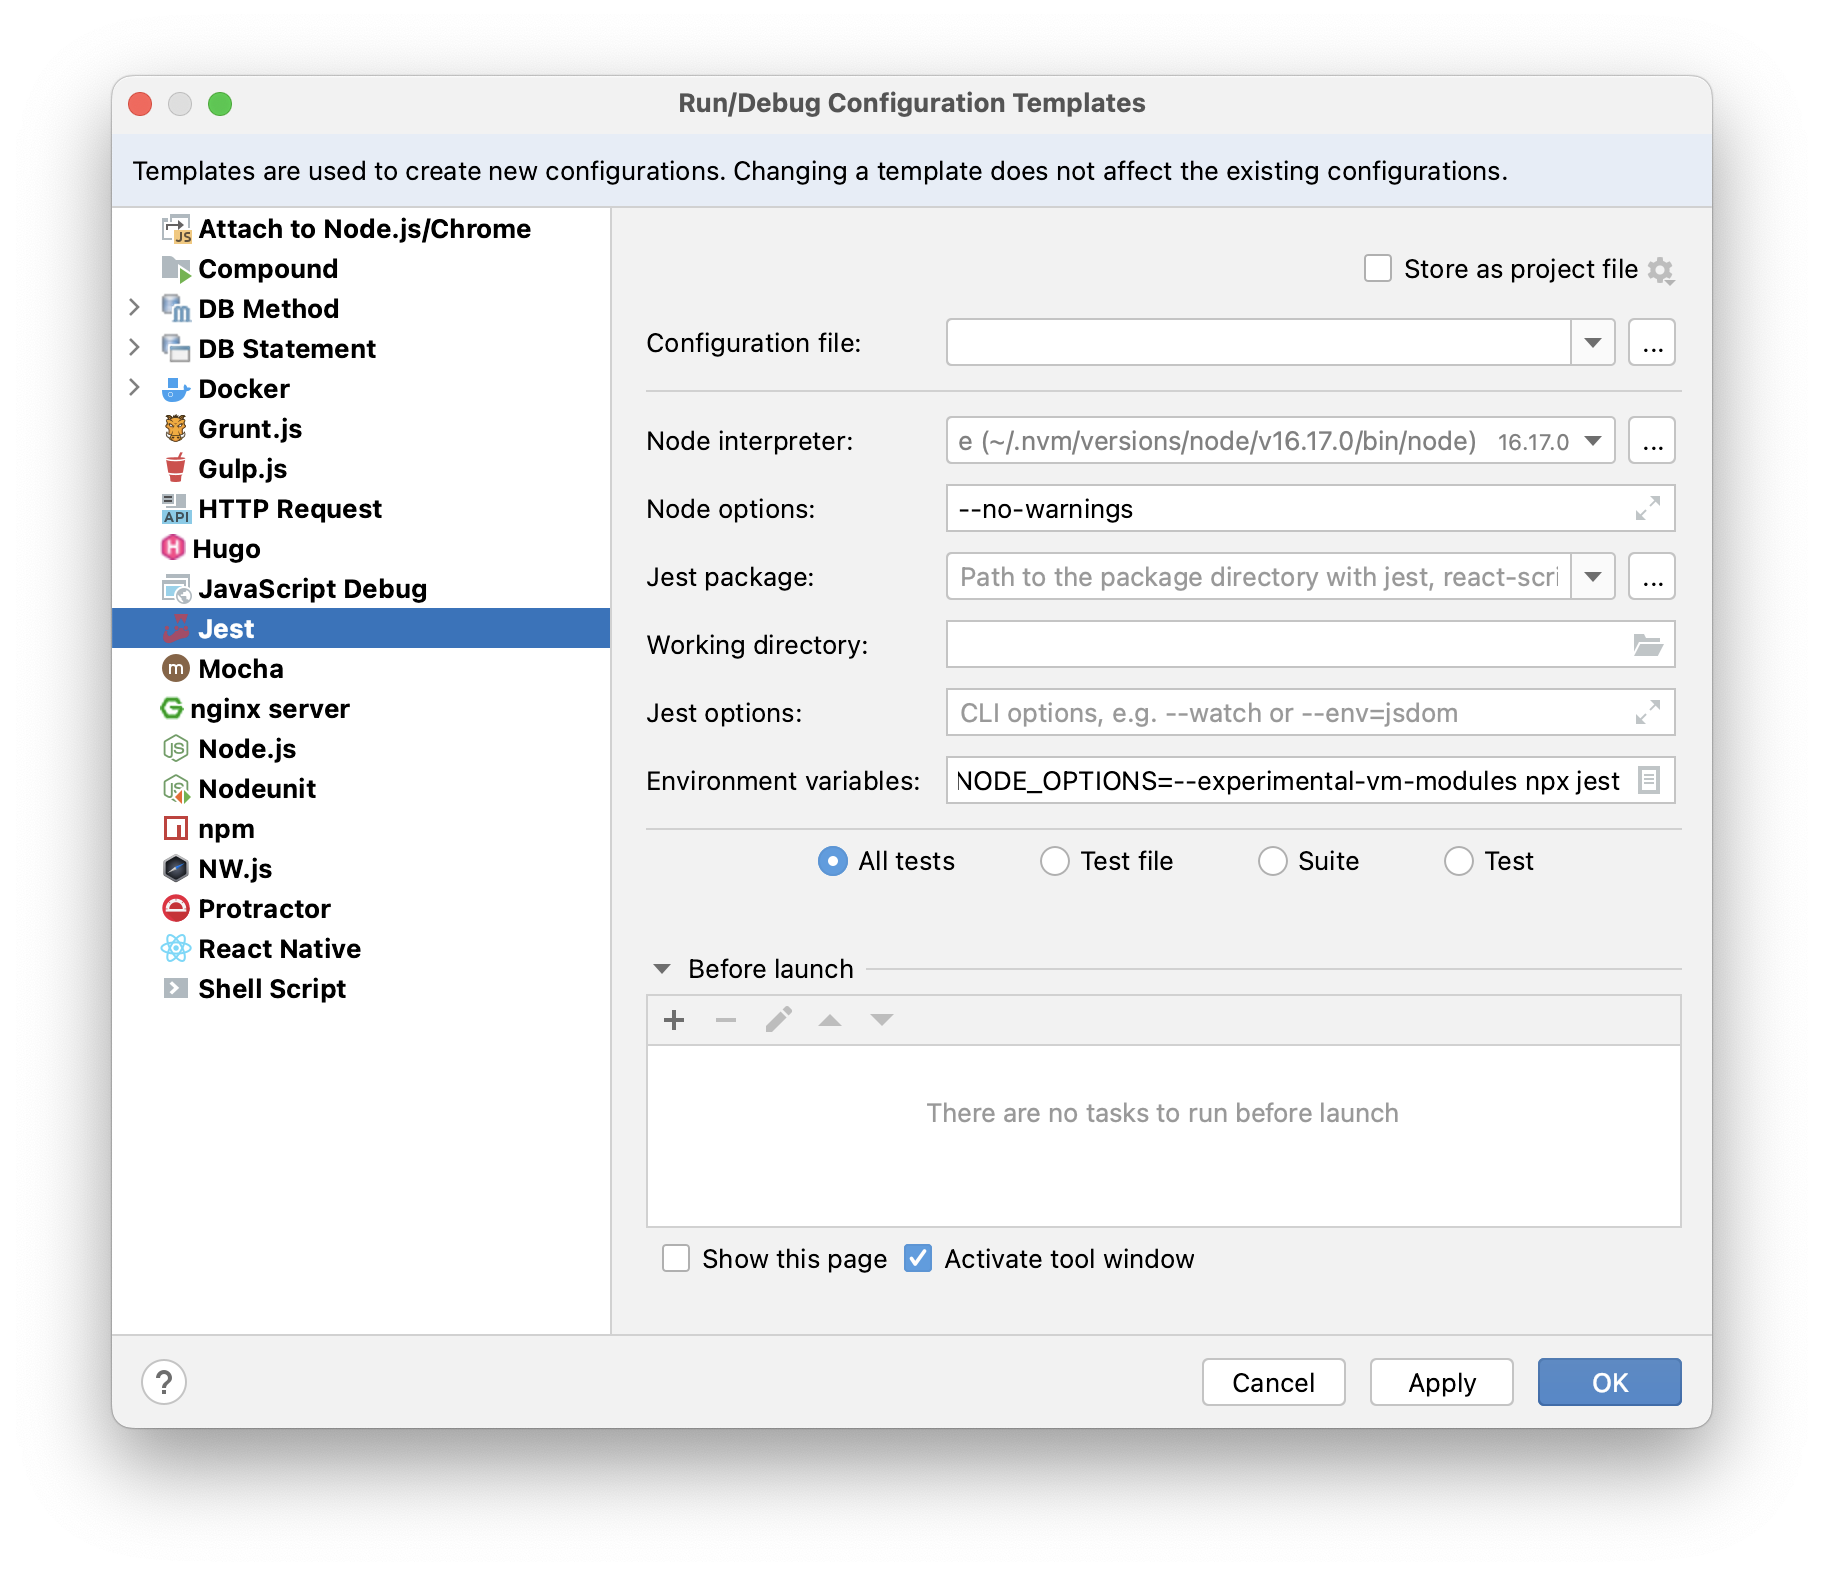 Run/Debug Configuration Templates
Templates are used to create new configurations. Changing a template does not affect the existing configurations.
Attach to Node.js/Chrome
Compound
DB Method
DB Statement
Docker
Grunt.js
Gulp.js
HTTP Request
Hugo
JavaScript Debug
Jest
Mocha
nginx server
Node.js
Nodeunit
npm
NW.js
Protractor
React Native
Shell Script
Store as project file
Configuration file:
...
Node interpreter: e (~/.nvm/versions/node/v16.17.0/bin/node) 16.17.0 ...
Node options: --no-warnings
Jest package: Path to the package directory with jest, react-scri ...
Working directory:
Jest options: CLI options, e.g. --watch or --env=jsdom
Environment variables: NODE_OPTIONS=--experimental-vm-modules npx jest
All tests Test file Suite Test
Before launch
There are no tasks to run before launch
Show this page Activate tool window
? Cancel Apply OK